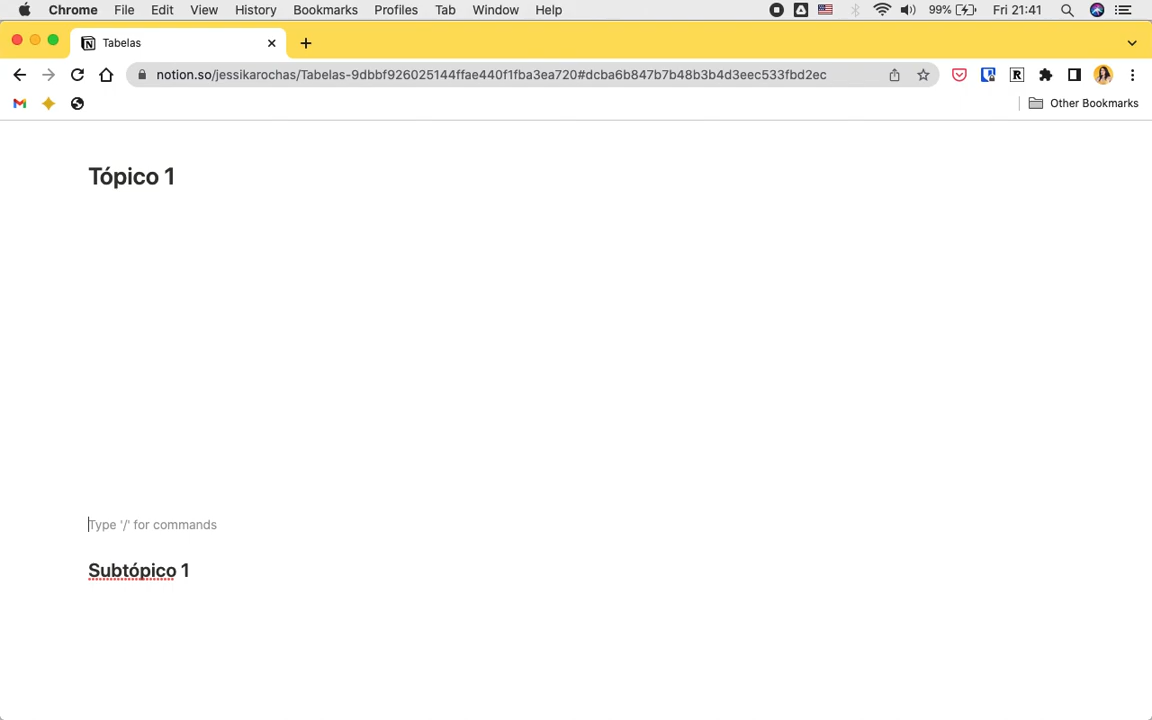 Chrome File Edit View History Bookmarks Profiles Tab Window Help 99% Fri 21:41
Tabelas
notion.so/jessikarochas/Tabelas-9dbbf926025144ffae440f1fba3ea720#dcba6b847b7b48b3b4d3eec533fbd2ec
Other Bookmarks
Tópico 1
Type '/' for commands
Subtópico 1